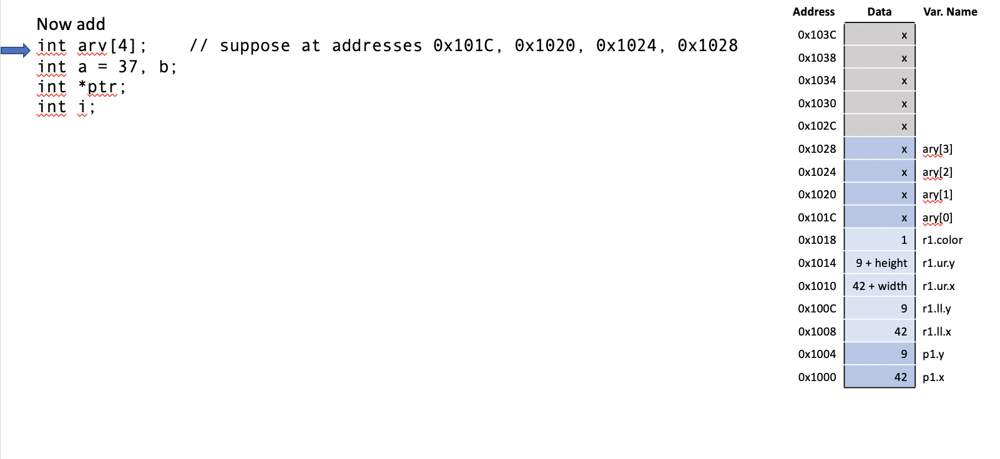 Now add
int ary[4];    // suppose at addresses 0x101C, 0x1020, 0x1024, 0x1028
int a = 37, b;
int *ptr;
int i;
Address Data Var. Name
0x103C x
0x1038 x
0x1034 x
0x1030 x
0x102C x
0x1028 x ary[3]
0x1024 x ary[2]
0x1020 x ary[1]
0x101C x ary[0]
0x1018 1 r1.color
0x1014 9 + height r1.ur.y
0x1010 42 + width r1.ur.x
0x100C 9 r1.ll.y
0x1008 42 r1.ll.x
0x1004 9 p1.y
0x1000 42 p1.x